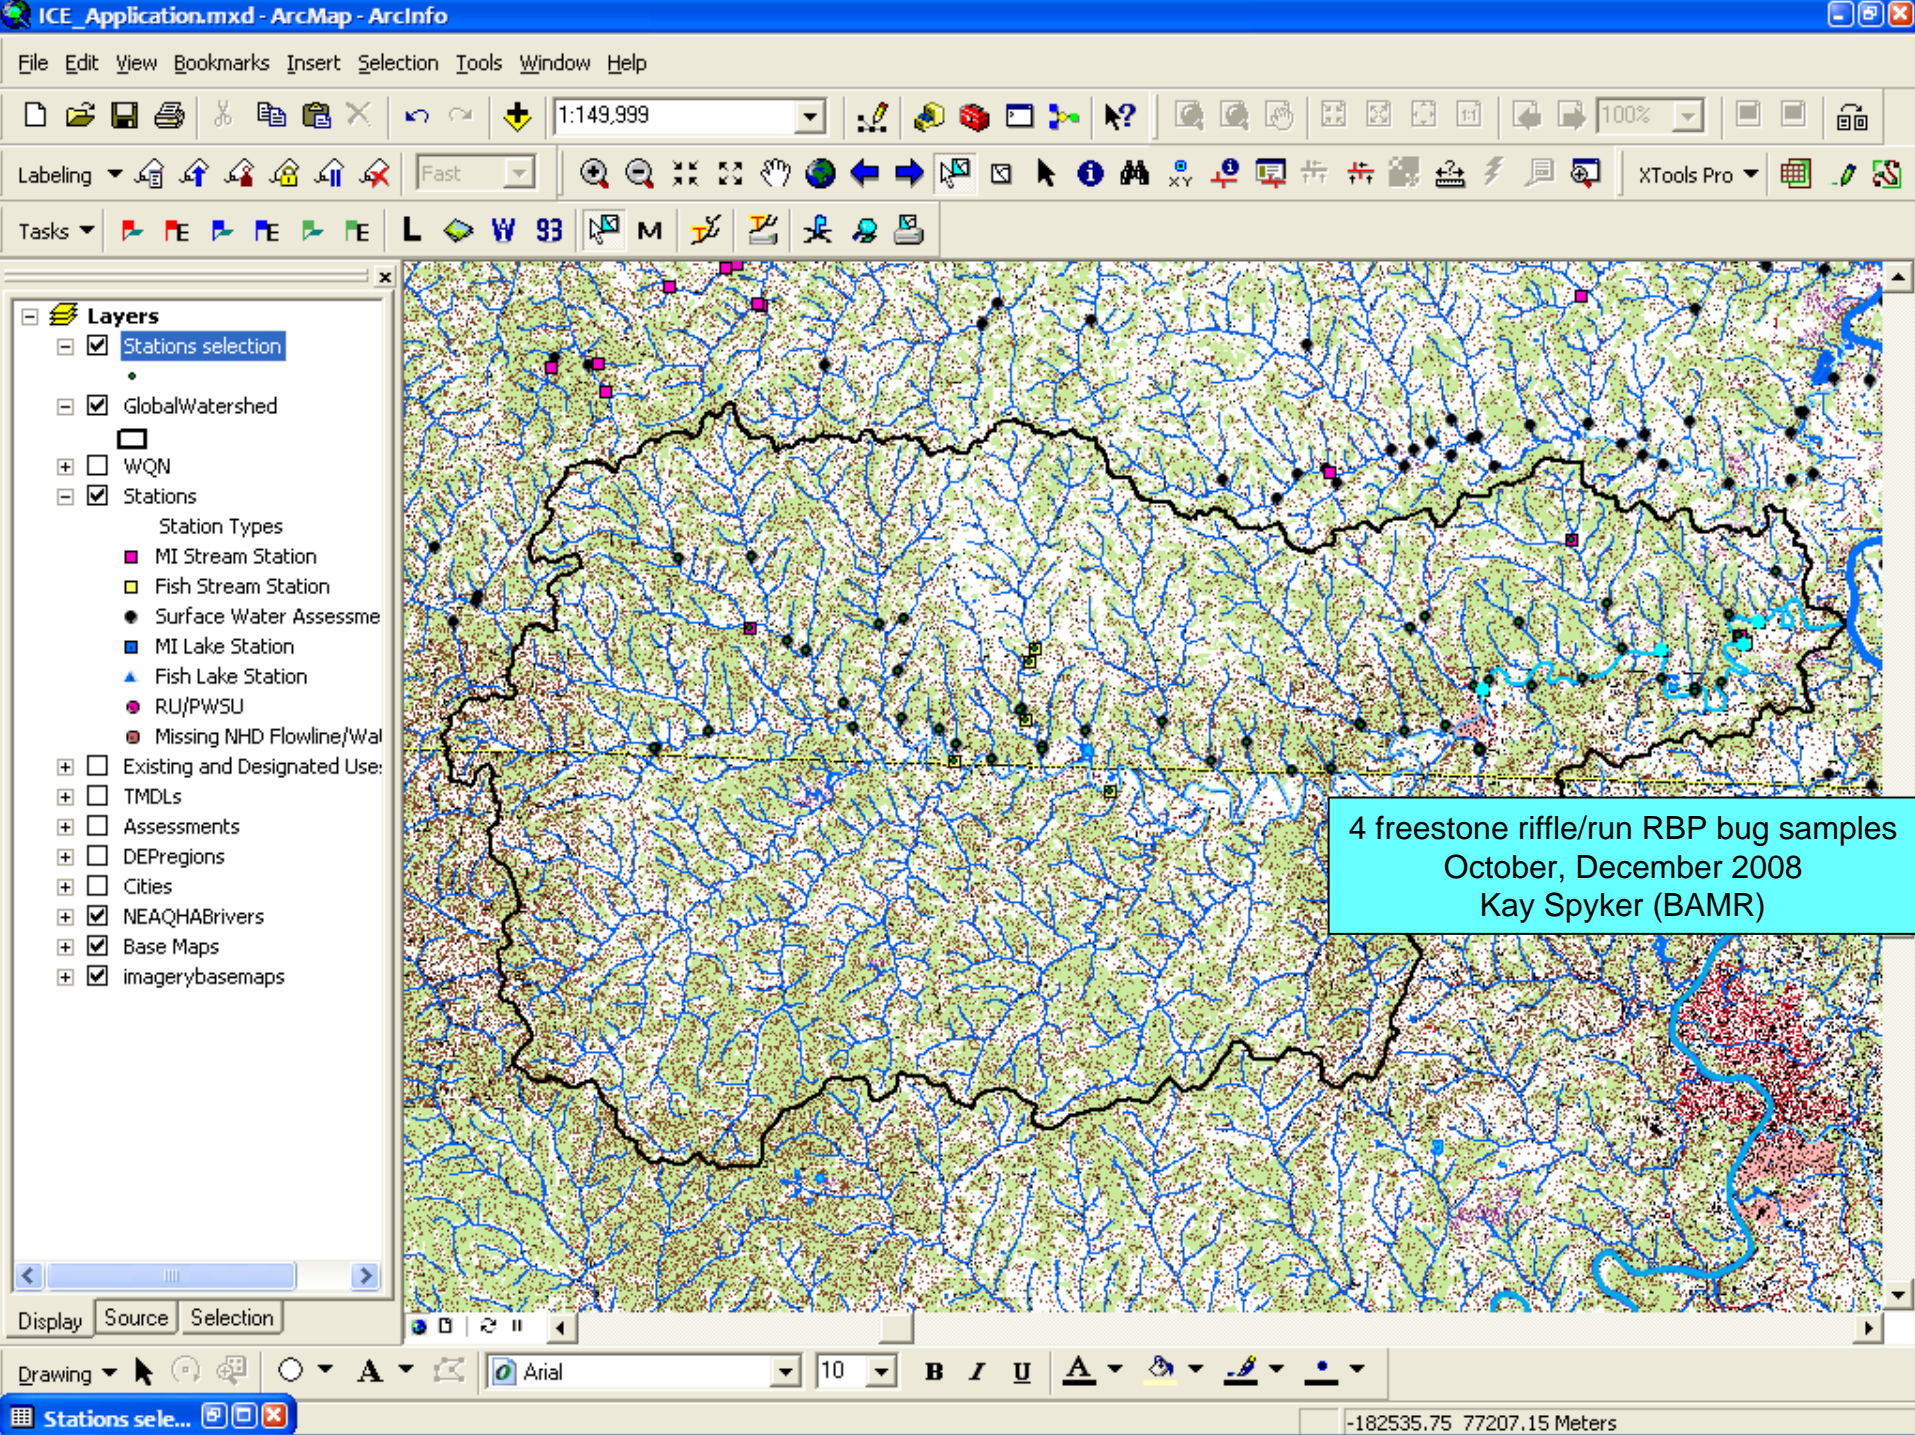 ICE_Application.mxd - ArcMap - ArcInfo
File Edit View Bookmarks Insert Selection Tools Window Help
1:149,999
1:1
100%
Labeling
Fast
XY
XTools Pro
Tasks
E
E
E
L
W
93
M
Layers
Stations selection
GlobalWatershed
WQN
Stations
Station Types
MI Stream Station
Fish Stream Station
Surface Water Assessme
MI Lake Station
Fish Lake Station
RU/PWSU
Missing NHD Flowline/Wa
Existing and Designated Use
TMDLs
Assessments
DEPregions
Cities
NEAQHABrivers
Base Maps
imagerybasemaps
4 freestone riffle/run RBP bug samples
October, December 2008
Kay Spyker (BAMR)
Display Source Selection
Drawing
A
Arial
10
B I U A
Stations sele...
-182535.75 77207.15 Meters